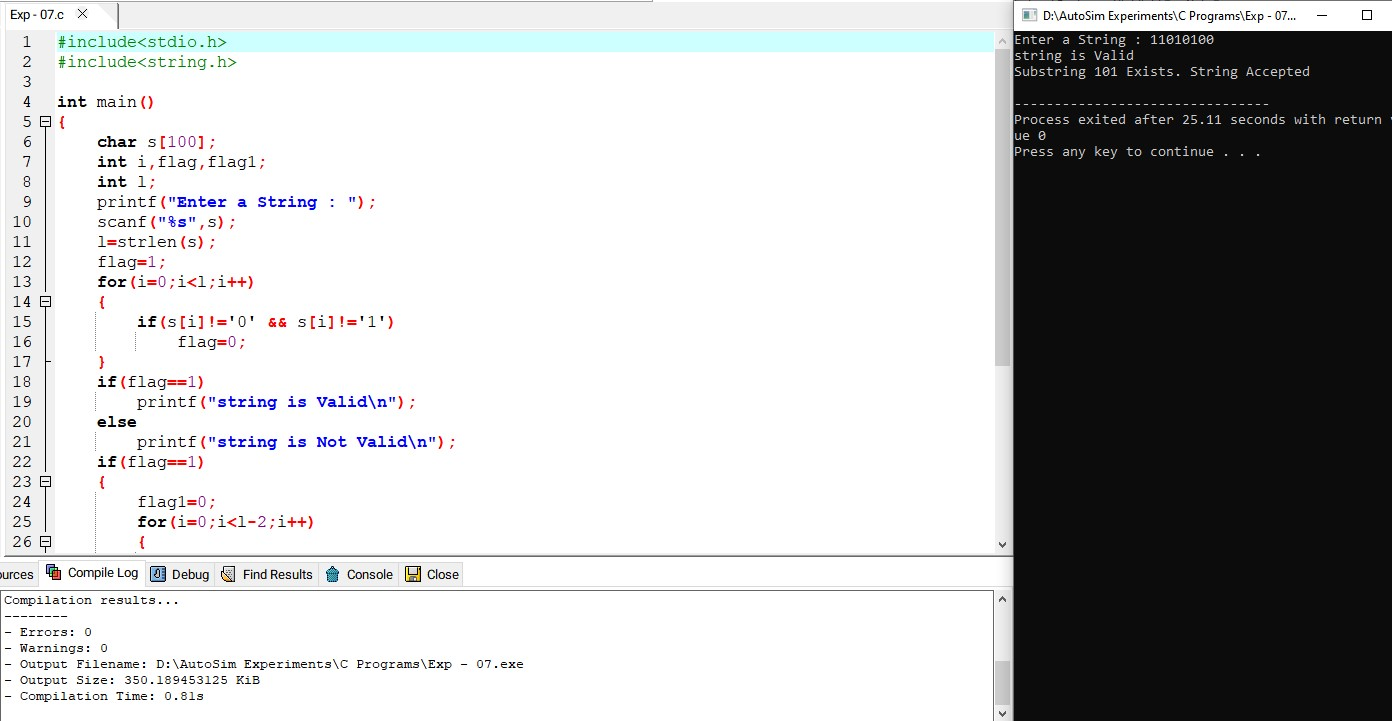 Exp - 07.c
1 #include<stdio.h>
2 #include<string.h>
3
4 int main()
5 {
6 char s[100];
7 int i,flag,flag1;
8 int l;
9 printf("Enter a String : ");
10 scanf("%s",s);
11 l=strlen(s);
12 flag=1;
13 for(i=0;i<l;i++)
14 {
15 if(s[i]!='0' && s[i]!='1')
16 flag=0;
17 }
18 if(flag==1)
19 printf("string is Valid\n");
20 else
21 printf("string is Not Valid\n");
22 if(flag==1)
23 {
24 flag1=0;
25 for(i=0;i<l-2;i++)
26 {
urces Compile Log Debug Find Results Console Close
Compilation results...
--------
- Errors: 0
- Warnings: 0
- Output Filename: D:\AutoSim Experiments\C Programs\Exp - 07.exe
- Output Size: 350.189453125 KiB
- Compilation Time: 0.81s
D:\AutoSim Experiments\C Programs\Exp - 07...
Enter a String : 11010100
string is Valid
Substring 101 Exists. String Accepted
--------------------------------
Process exited after 25.11 seconds with return
ue 0
Press any key to continue . . .